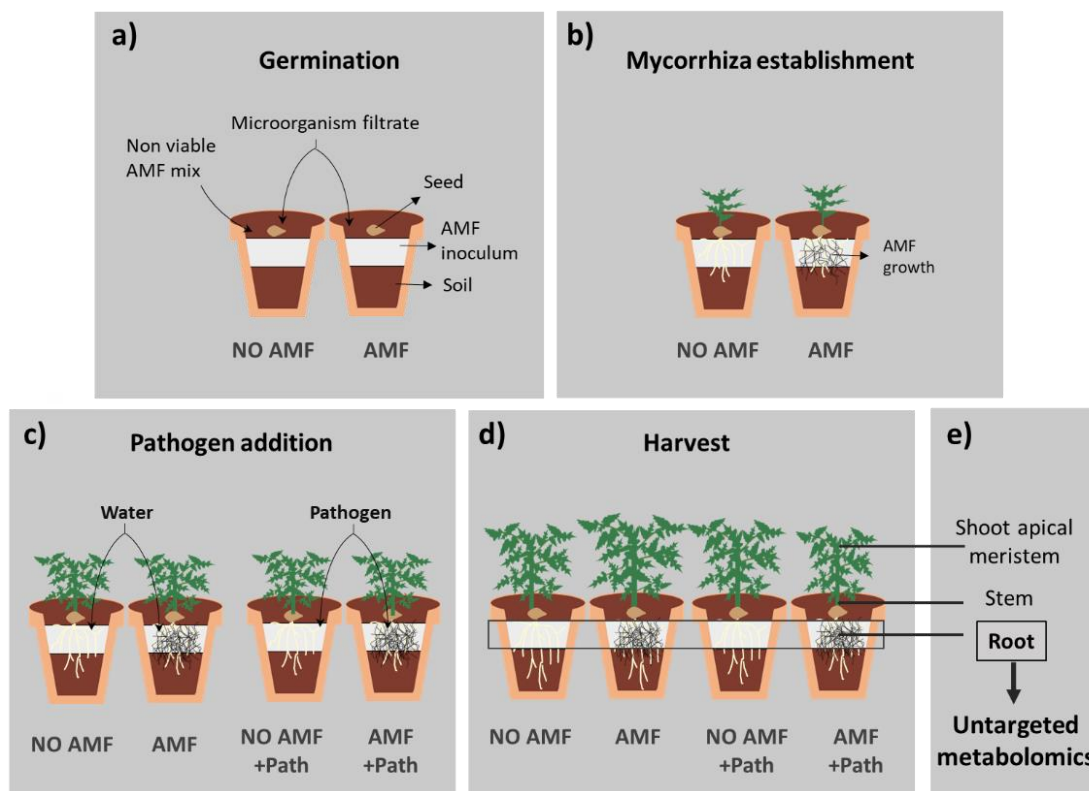 a)
Germination
Microorganism filtrate
Non viable
AMF mix
Seed
AMF
inoculum
Soil
NO AMF
AMF
b)
Mycorrhiza establishment
AMF
growth
NO AMF
AMF
c)
Pathogen addition
Water
Pathogen
NO AMF
AMF
NO AMF
+Path
AMF
+Path
d)
Harvest
NO AMF
AMF
NO AMF
+Path
AMF
+Path
e)
Shoot apical
meristem
Stem
Root
Untargeted
metabolomics